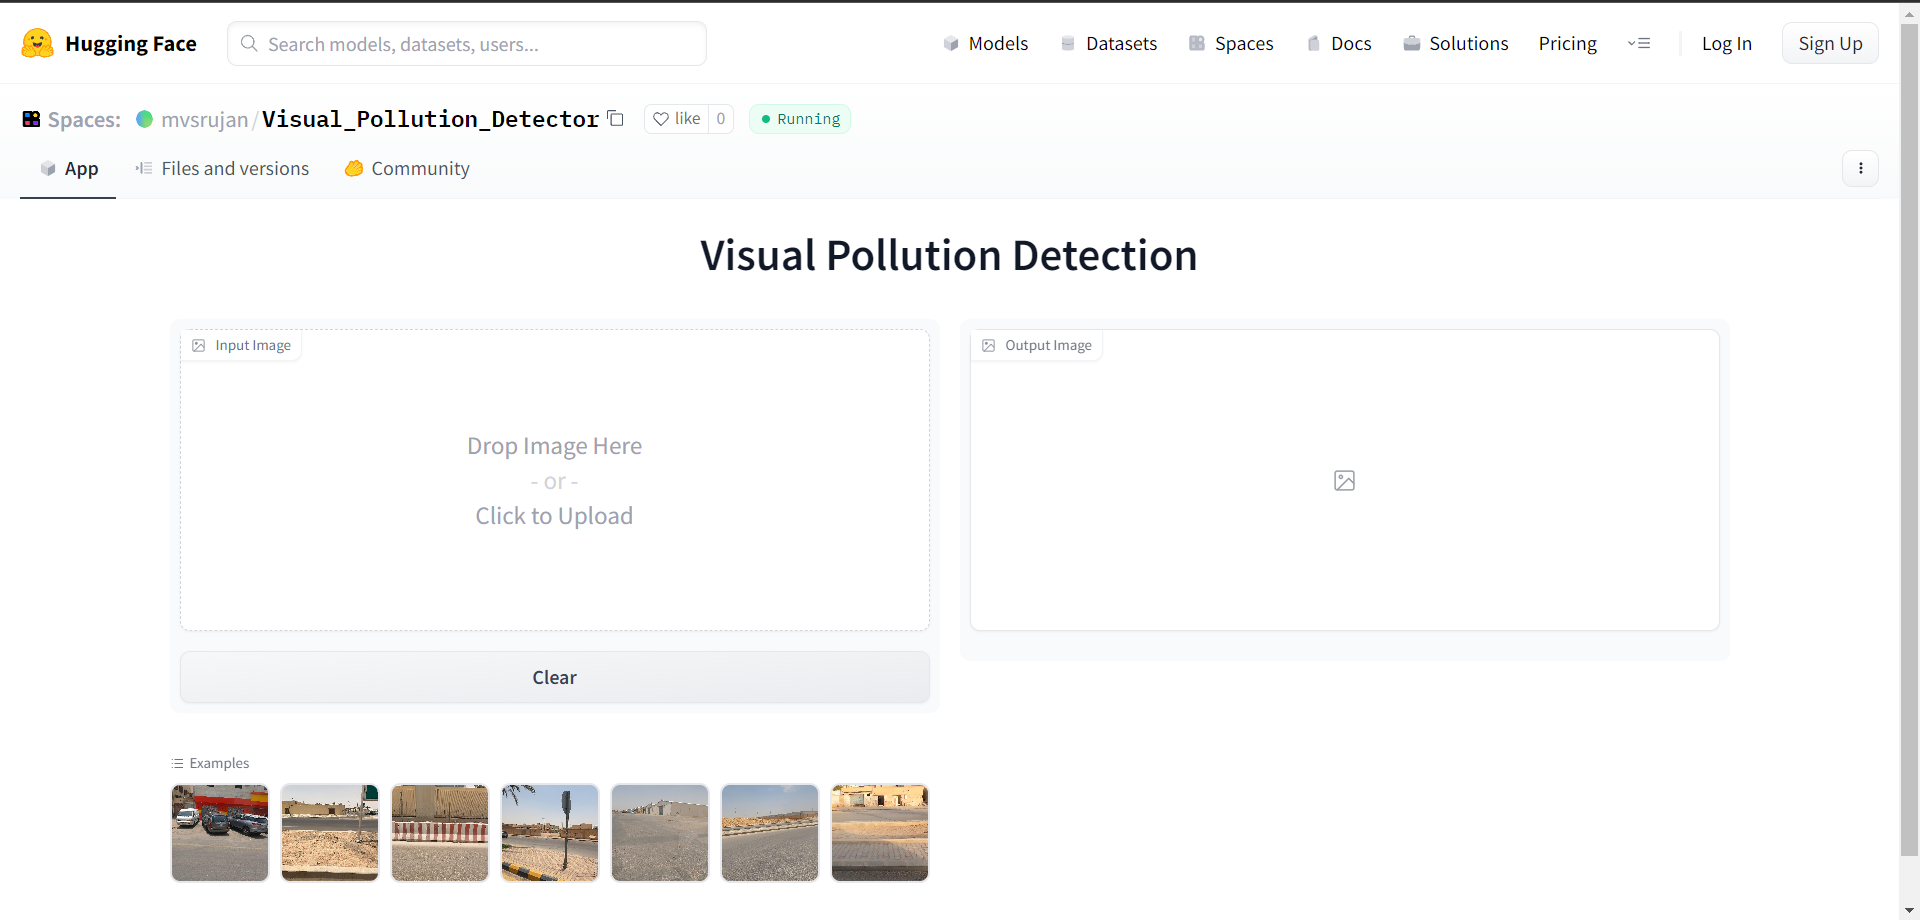 Hugging Face
Search models, datasets, users...
Models
Datasets
Spaces
Docs
Solutions
Pricing
Log In
Sign Up
Spaces: mvsrujan/Visual_Pollution_Detector
like 0
Running
App
Files and versions
Community
Visual Pollution Detection
Input Image
Drop Image Here
- or -
Click to Upload
Clear
Output Image
Examples